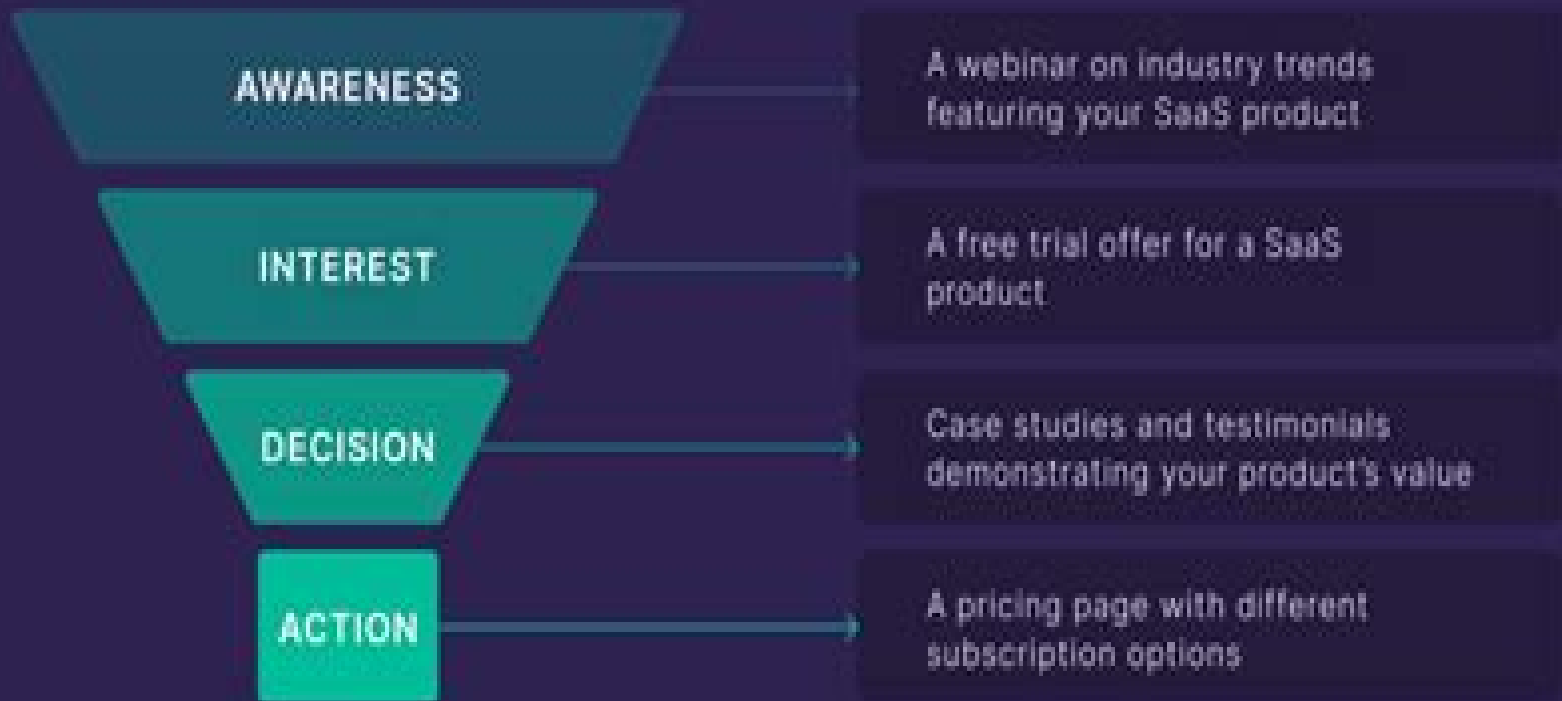 AWARENESS
A webinar on industry trends
featuring your SaaS product
INTEREST
A free trial offer for a SaaS
product
DECISION
Case studies and testimonials
demonstrating your product's value
ACTION
A pricing page with different
subscription options